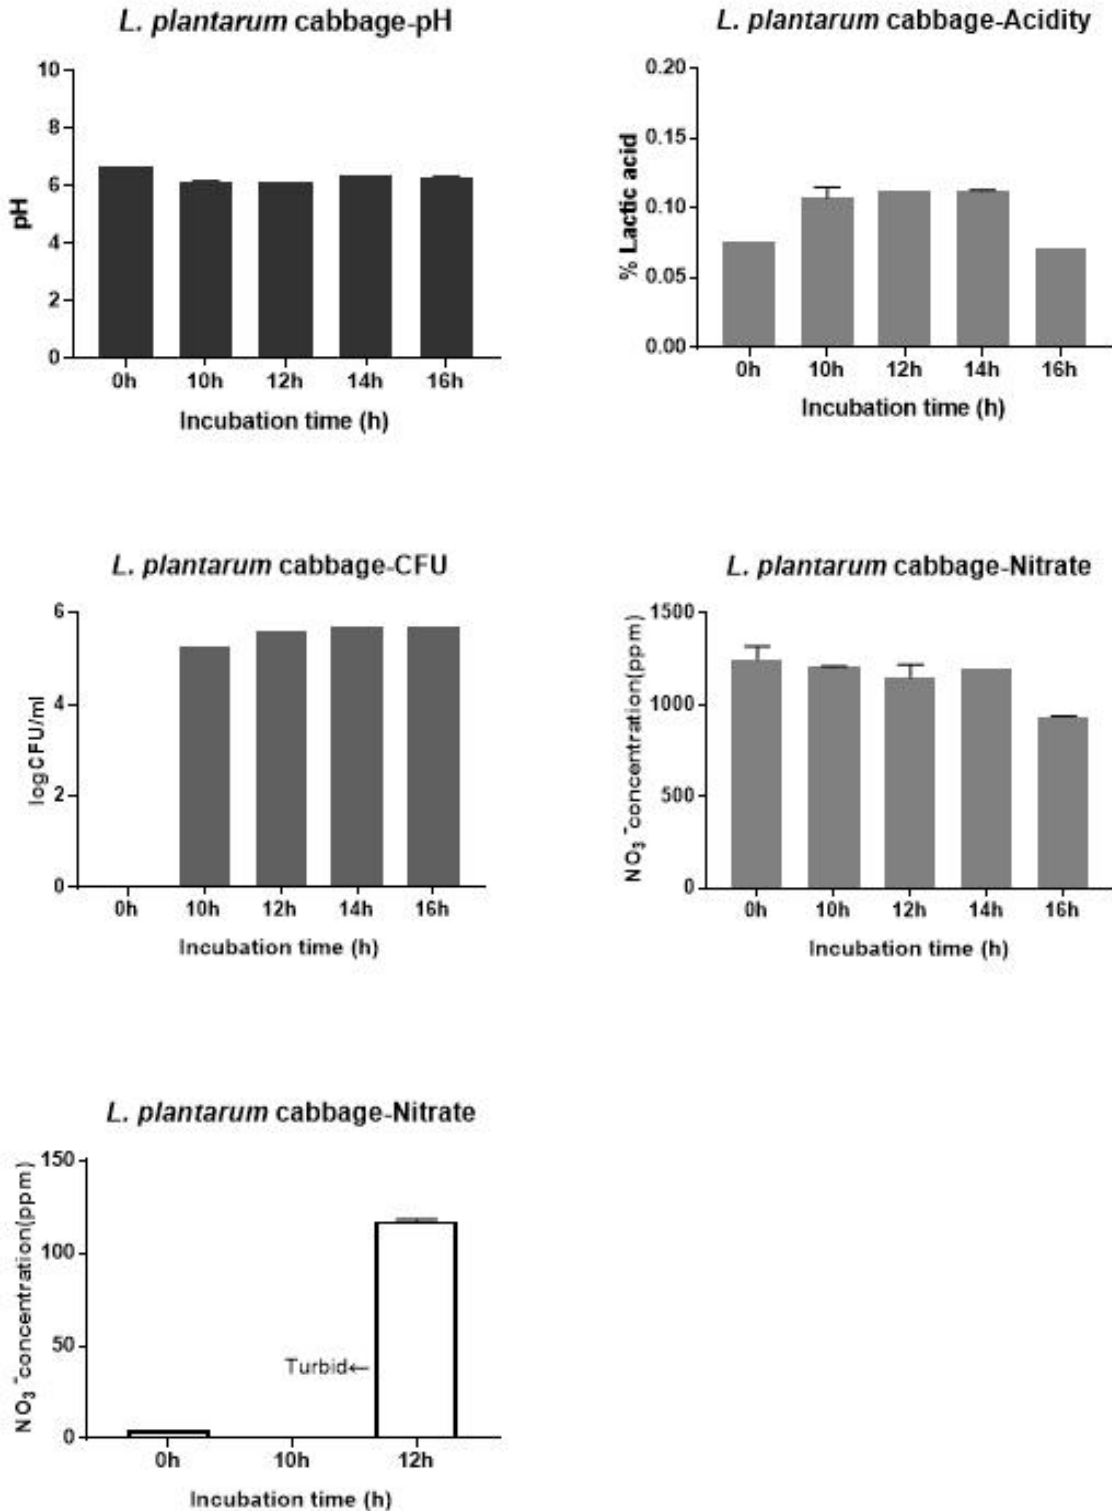 L. plantarum cabbage-pH
10
8
6
4
2
0
pH
0h 10h 12h 14h 16h
Incubation time (h)
L. plantarum cabbage-Acidity
0.20
0.15
0.10
0.05
0.00
% Lactic acid
0h 10h 12h 14h 16h
Incubation time (h)
L. plantarum cabbage-CFU
6
4
2
0
logCFU/ml
0h 10h 12h 14h 16h
Incubation time (h)
L. plantarum cabbage-Nitrate
1500
1000
500
0
NO₃⁻concentration(ppm)
0h 10h 12h 14h 16h
Incubation time (h)
L. plantarum cabbage-Nitrate
150
100
50
0
NO₃⁻concentration(ppm)
Turbid←
0h 10h 12h
Incubation time (h)